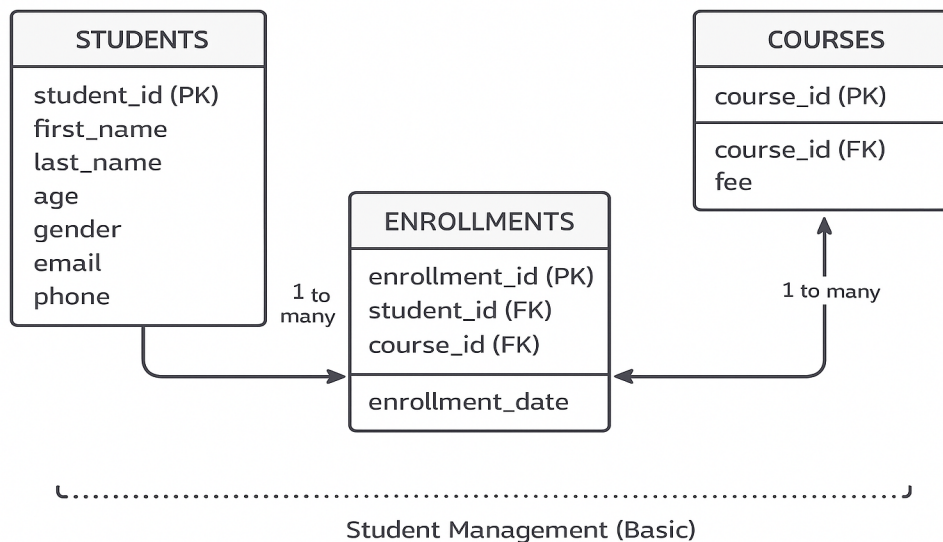 STUDENTS
student_id (PK)
first_name
last_name
age
gender
email
phone
1 to
many
ENROLLMENTS
enrollment_id (PK)
student_id (FK)
course_id (FK)
enrollment_date
COURSES
course_id (PK)
course_id (FK)
fee
1 to many
Student Management (Basic)